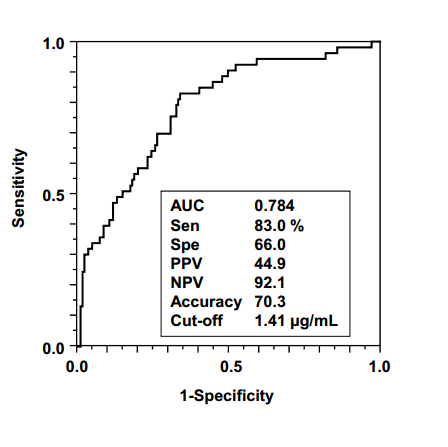 1.0
Sensitivity
0.5
AUC 0.784
Sen 83.0 %
Spe 66.0
PPV 44.9
NPV 92.1
Accuracy 70.3
Cut-off 1.41 µg/mL
0.0
0.0 0.5 1.0
1-Specificity